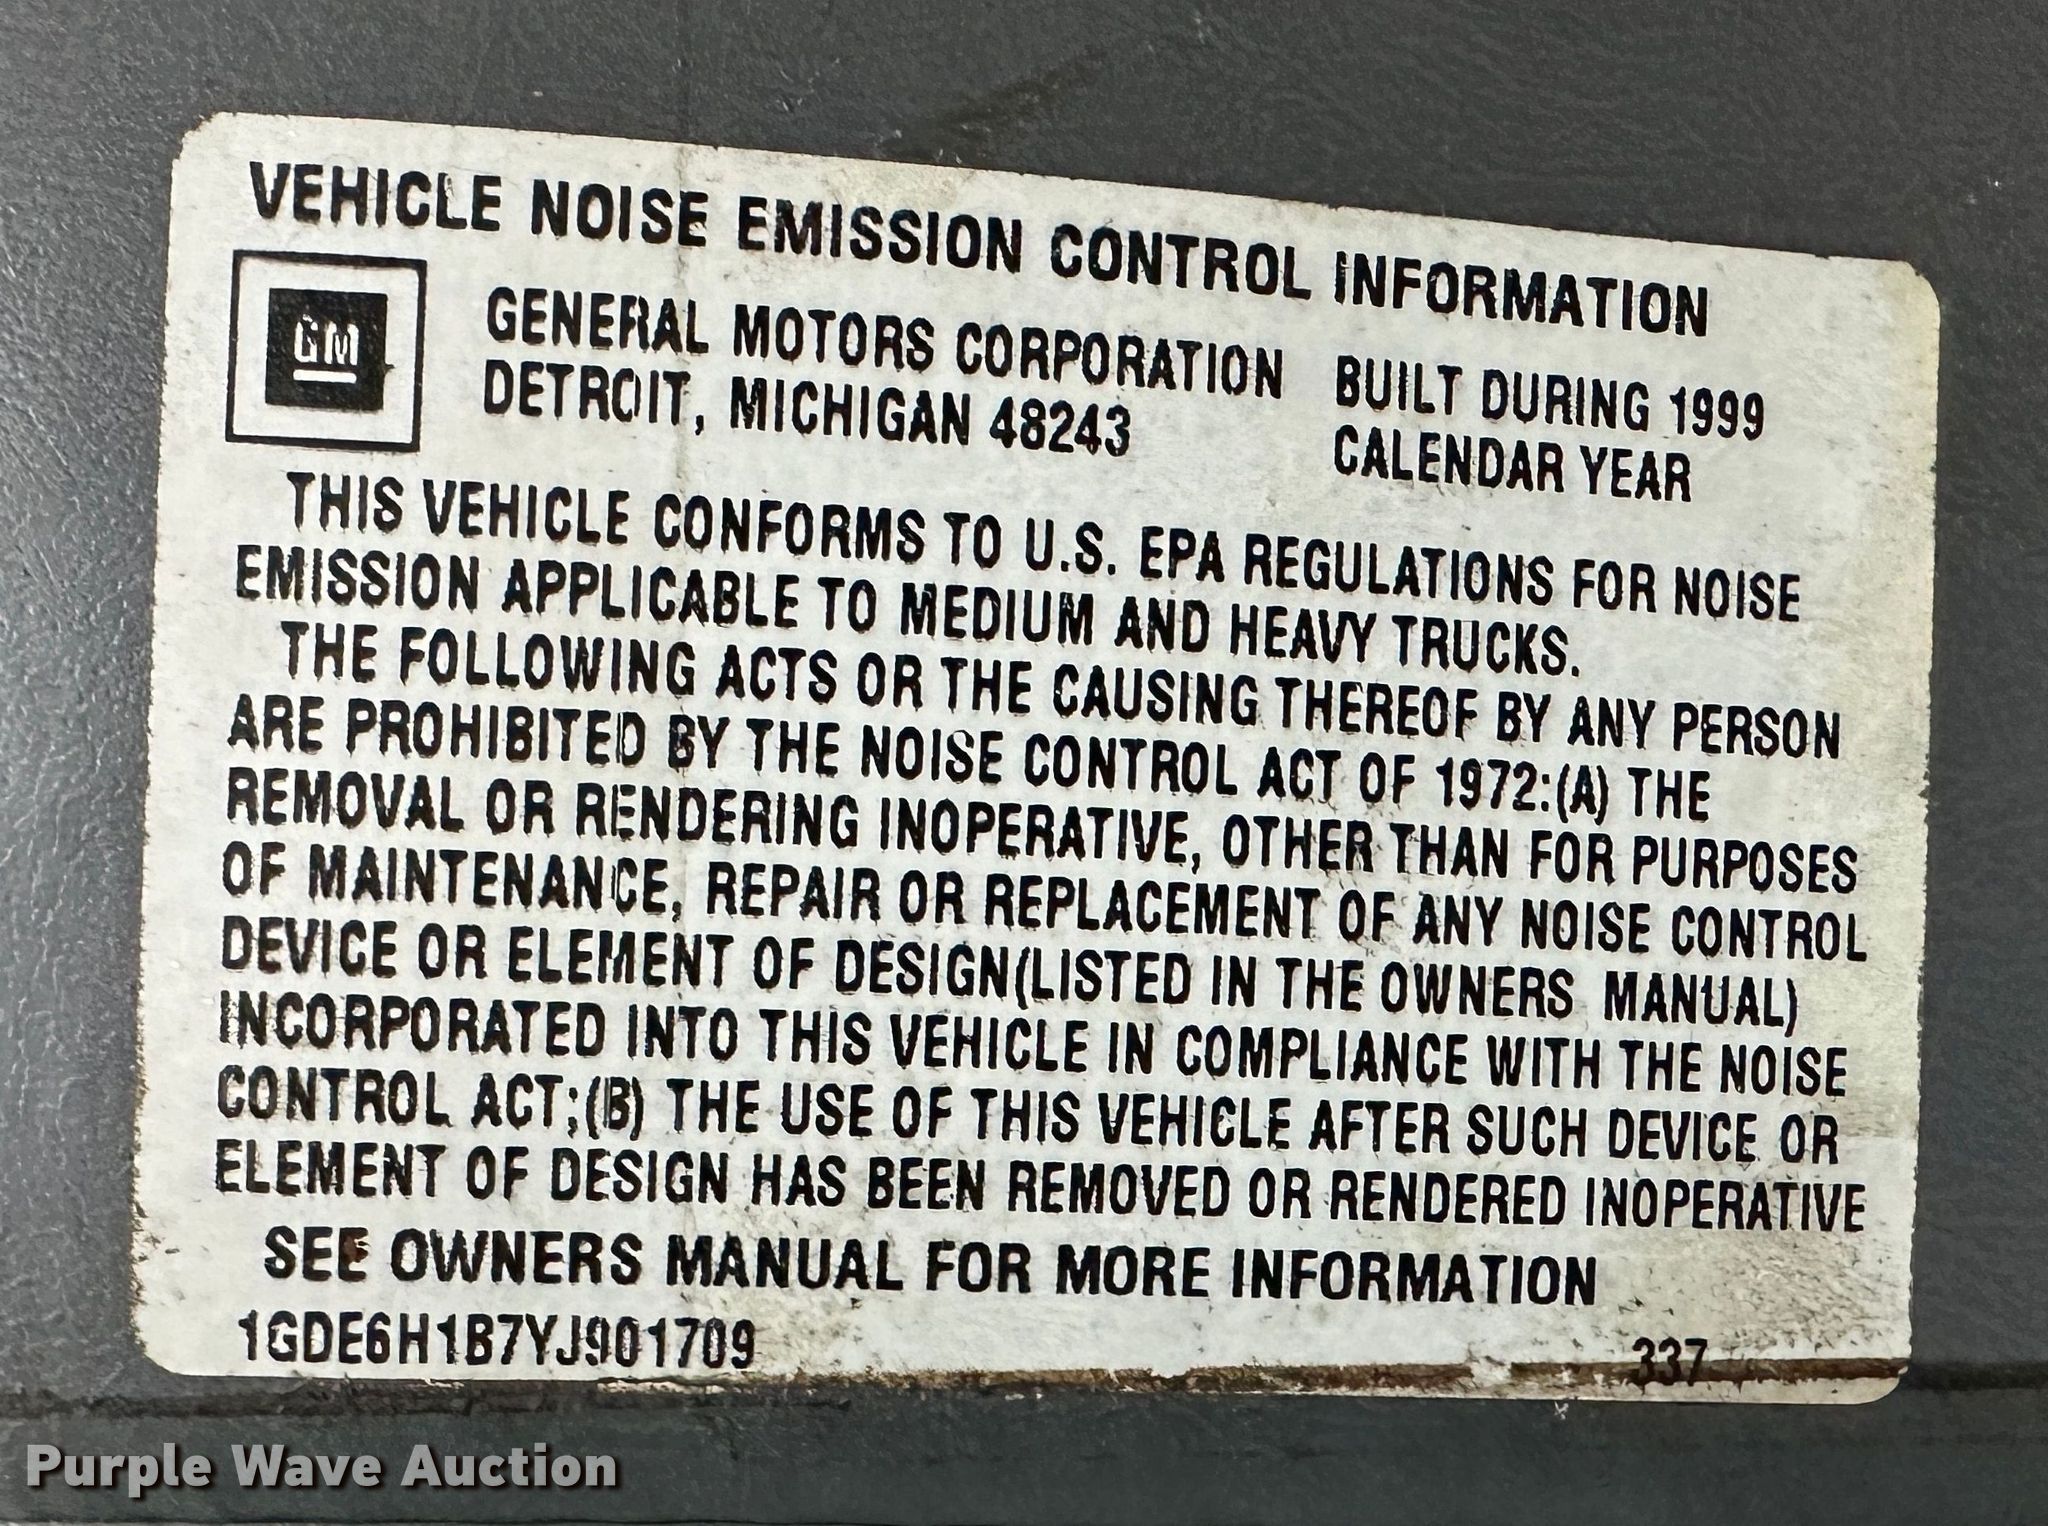 VEHICLE NOISE EMISSION CONTROL INFORMATION
GM
GENERAL MOTORS CORPORATION
DETROIT, MICHIGAN 48243
BUILT DURING 1999
CALENDAR YEAR
THIS VEHICLE CONFORMS TO U.S. EPA REGULATIONS FOR NOISE
EMISSION APPLICABLE TO MEDIUM AND HEAVY TRUCKS.
THE FOLLOWING ACTS OR THE CAUSING THEREOF BY ANY PERSON
ARE PROHIBITED BY THE NOISE CONTROL ACT OF 1972:(A) THE
REMOVAL OR RENDERING INOPERATIVE, OTHER THAN FOR PURPOSES
OF MAINTENANCE, REPAIR OR REPLACEMENT OF ANY NOISE CONTROL
DEVICE OR ELEMENT OF DESIGN(LISTED IN THE OWNERS MANUAL)
INCORPORATED INTO THIS VEHICLE IN COMPLIANCE WITH THE NOISE
CONTROL ACT;(B) THE USE OF THIS VEHICLE AFTER SUCH DEVICE OR
ELEMENT OF DESIGN HAS BEEN REMOVED OR RENDERED INOPERATIVE
SEE OWNERS MANUAL FOR MORE INFORMATION
1GDE6H1B7YJ901709 337
Purple Wave Auction